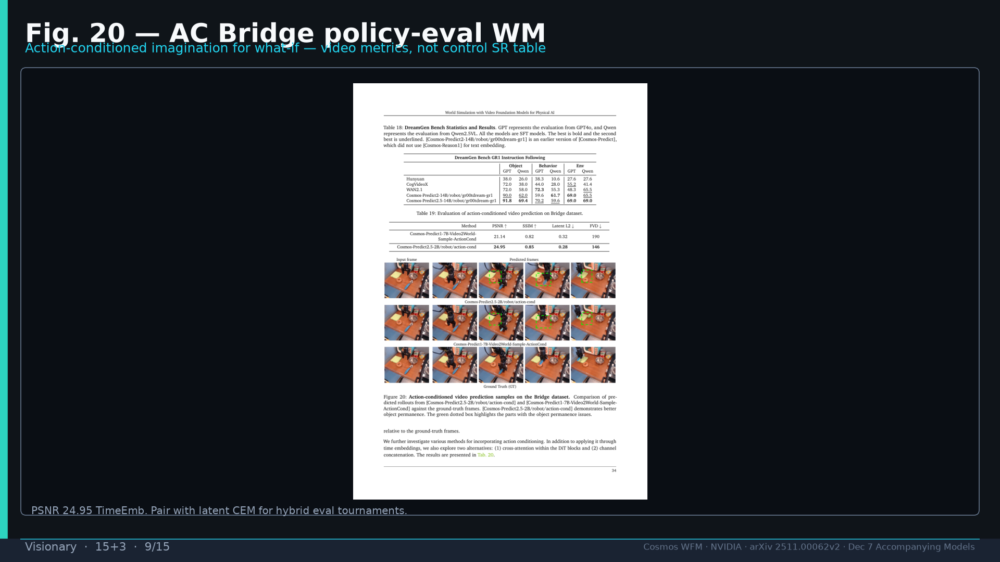 Fig. 20 — AC Bridge policy-eval WM
Action-conditioned imagination for what-if — video metrics, not control SR table
World Simulation with Video Foundation Models for Physical AI
Table 18: DreamGen Bench Statistics and Results. GPT represents the evaluation from GPT4o, and Qwen
represents the evaluation from Qwen2.5VL. All the models are SFT models. The best is bold and the second
best is underlined. [Cosmos-Predict2-14B/robot/gr00tdream-gr1] is an earlier version of [Cosmos-Predict],
which did not use [Cosmos-Reason1] for text embedding.
DreamGen Bench GR1 Instruction Following
Object Behavior Env
GPT Qwen GPT Qwen GPT Qwen
Hunyuan 38.0 26.0 38.3 10.6 27.6 27.6
CogVideoX 72.0 38.0 44.0 28.0 55.2 41.4
WAN2.1 72.0 58.0 72.3 55.3 48.3 65.5
Cosmos-Predict2-14B/robot/gr00tdream-gr1 90.0 62.0 59.6 61.7 69.0 65.5
Cosmos-Predict2.5-14B/robot/gr00tdream-gr1 91.8 69.4 70.2 59.6 69.0 69.0
Table 19: Evaluation of action-conditioned video prediction on Bridge dataset.
Method PSNR ↑ SSIM ↑ Latent L2 ↓ FVD ↓
Cosmos-Predict1-7B-Video2World-
Sample-ActionCond 21.14 0.82 0.32 190
Cosmos-Predict2.5-2B/robot/action-cond 24.95 0.85 0.28 146
Input frame Predicted frames
Cosmos-Predict2.5-2B/robot/action-cond
Cosmos-Predict1-7B-Video2World-Sample-ActionCond
Ground Truth (GT)
Figure 20: Action-conditioned video prediction samples on the Bridge dataset. Comparison of pre-
dicted rollouts from [Cosmos-Predict2.5-2B/robot/action-cond] and [Cosmos-Predict1-7B-Video2World-Sample-
ActionCond] against the ground-truth frames. [Cosmos-Predict2.5-2B/robot/action-cond] demonstrates better
object permanence. The green dotted box highlights the parts with the object permanence issues.
relative to the ground-truth frames.
We further investigate various methods for incorporating action conditioning. In addition to applying it through
time embeddings, we also explore two alternatives: (1) cross-attention within the DiT blocks and (2) channel
concatenation. The results are presented in Tab. 20.
34
PSNR 24.95 TimeEmb. Pair with latent CEM for hybrid eval tournaments.
Visionary · 15+3 · 9/15
Cosmos WFM · NVIDIA · arXiv 2511.00062v2 · Dec 7 Accompanying Models